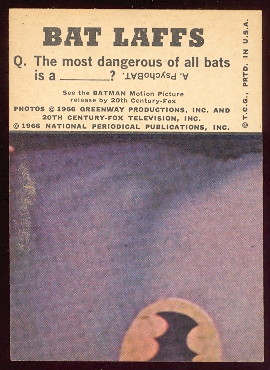 BAT LAFFS
Q. The most dangerous of all bats
is a ______? A. PsychoBAT.
See the BATMAN Motion Picture
release by 20th Century-Fox
PHOTOS © 1966 GREENWAY PRODUCTIONS, INC. AND
20TH CENTURY-FOX TELEVISION, INC.
© 1966 NATIONAL PERIODICAL PUBLICATIONS, INC.
© T.C.G., PRTD. IN U.S.A.